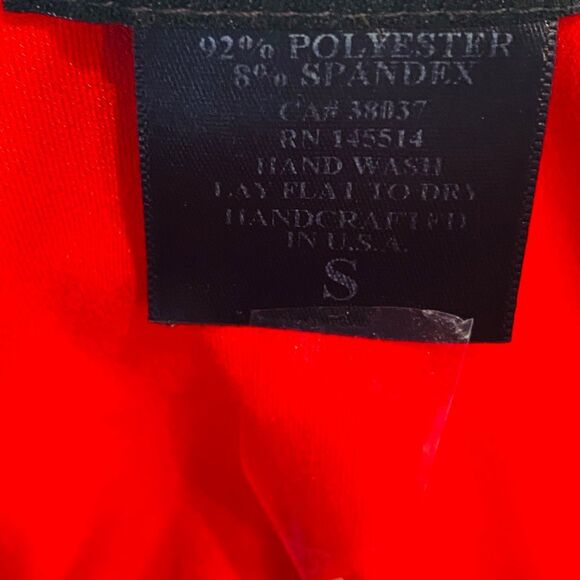 92% POLYESTER
8% SPANDEX
CA# 38037
RN 145514
HAND WASH
LAY FLAT TO DRY
HANDCRAFTED
IN U.S.A.
S